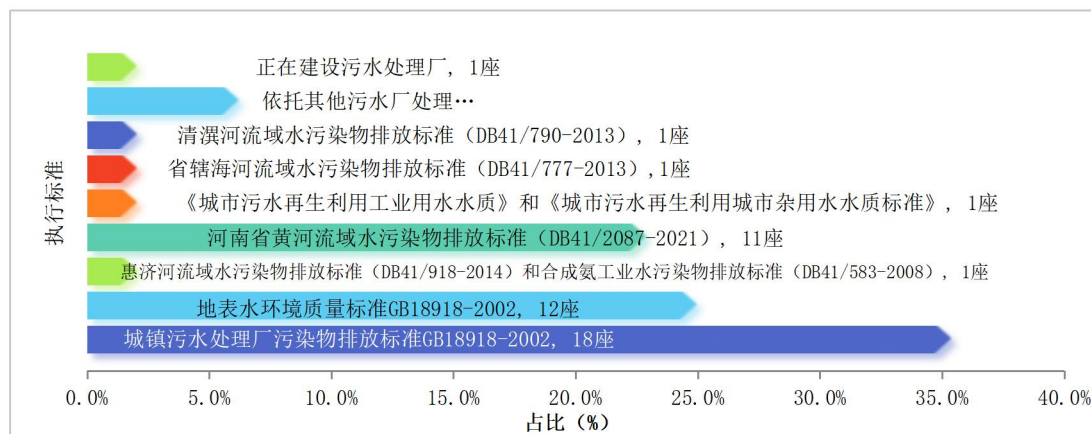 正在建设污水处理厂, 1座
依托其他污水厂处理…
清潩河流域水污染物排放标准（DB41/790-2013）, 1座
省辖海河流域水污染物排放标准（DB41/777-2013）,1座
《城市污水再生利用工业用水水质》和《城市污水再生利用城市杂用水水质标准》, 1座
河南省黄河流域水污染物排放标准（DB41/2087-2021）, 11座
惠济河流域水污染物排放标准（DB41/918-2014）和合成氨工业水污染物排放标准（DB41/583-2008）, 1座
地表水环境质量标准GB18918-2002, 12座
城镇污水处理厂污染物排放标准GB18918-2002, 18座
执行标准
0.0% 5.0% 10.0% 15.0% 20.0% 25.0% 30.0% 35.0% 40.0%
占比（%）